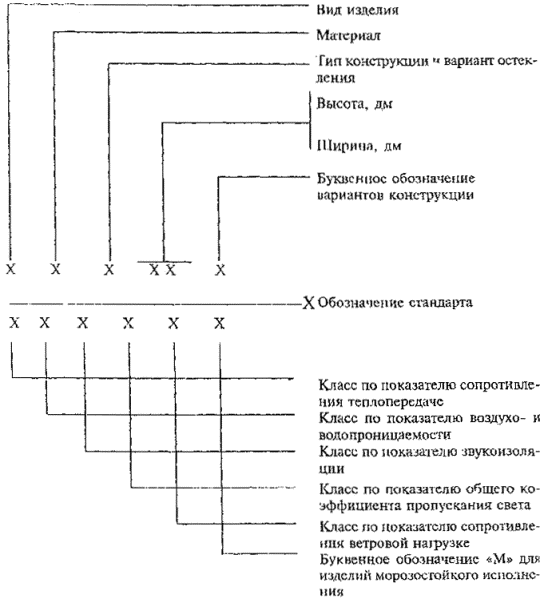 Вид изделия
Материал
Тип конструкции и вариант остек-
ления
Высота, дм
Ширина, дм
Буквенное обозначение
вариантов конструкции
X X X X X X
X Обозначение стандарта
X X X X X X
Класс по показателю сопротивле-
ния теплопередаче
Класс по показателю воздухо- и
водопроницаемости
Класс по показателю звукоизоля-
ции
Класс по показателю общего ко-
эффициента пропускания света
Класс по показателю сопротивле-
ния ветровой нагрузке
Буквенное обозначение «М» для
изделий морозостойкого исполне-
ния